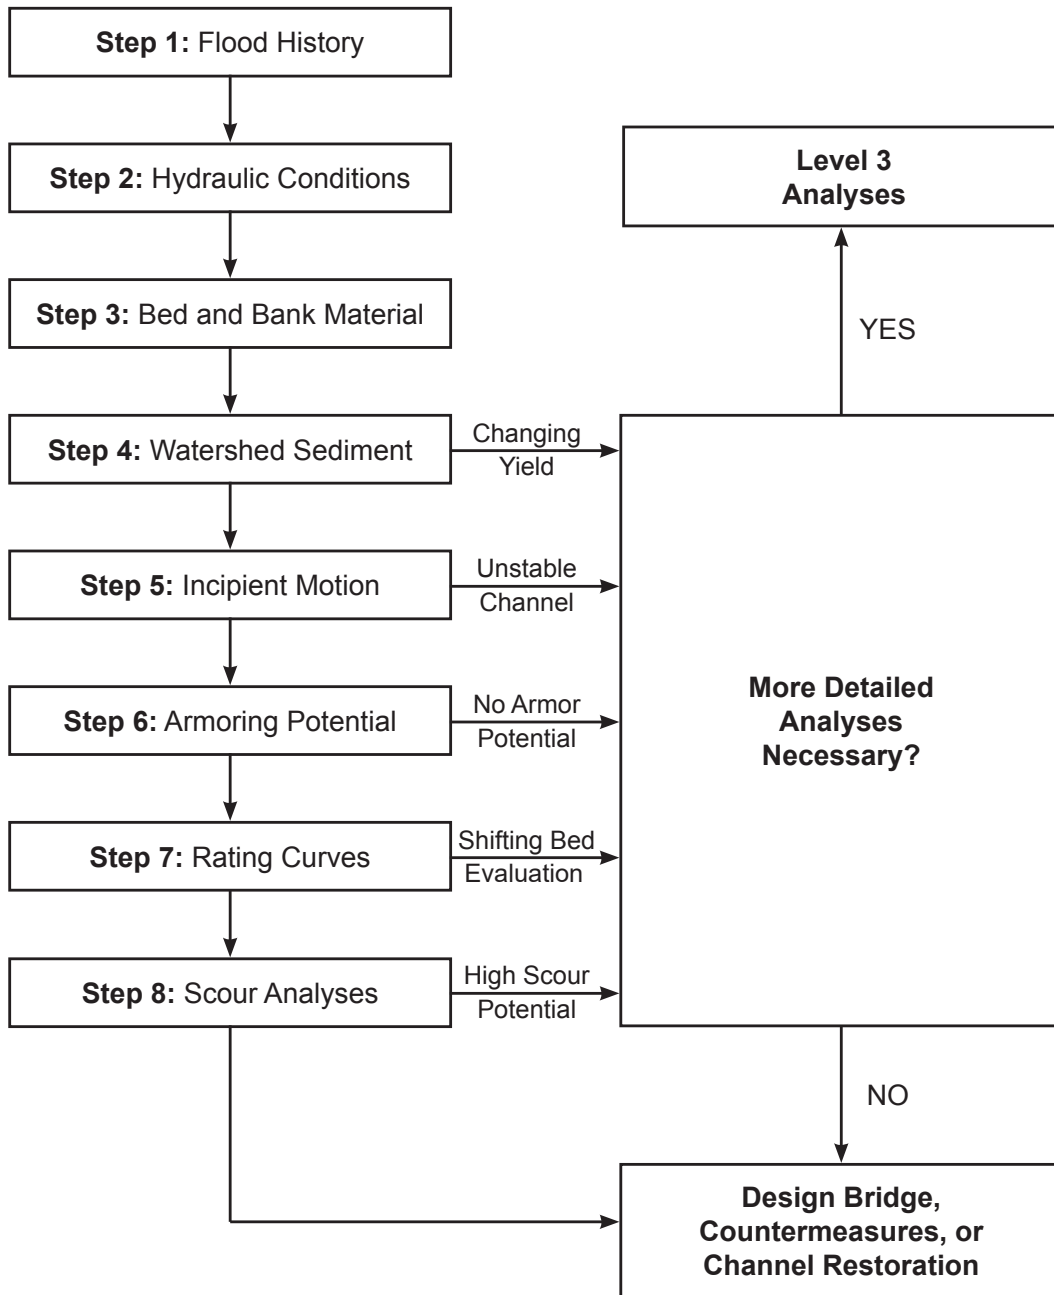 Step 1: Flood History
Step 2: Hydraulic Conditions
Level 3
Analyses
Step 3: Bed and Bank Material
YES
Step 4: Watershed Sediment
Changing
Yield
Step 5: Incipient Motion
Unstable
Channel
Step 6: Armoring Potential
No Armor
Potential
More Detailed
Analyses
Necessary?
Step 7: Rating Curves
Shifting Bed
Evaluation
Step 8: Scour Analyses
High Scour
Potential
NO
Design Bridge,
Countermeasures, or
Channel Restoration